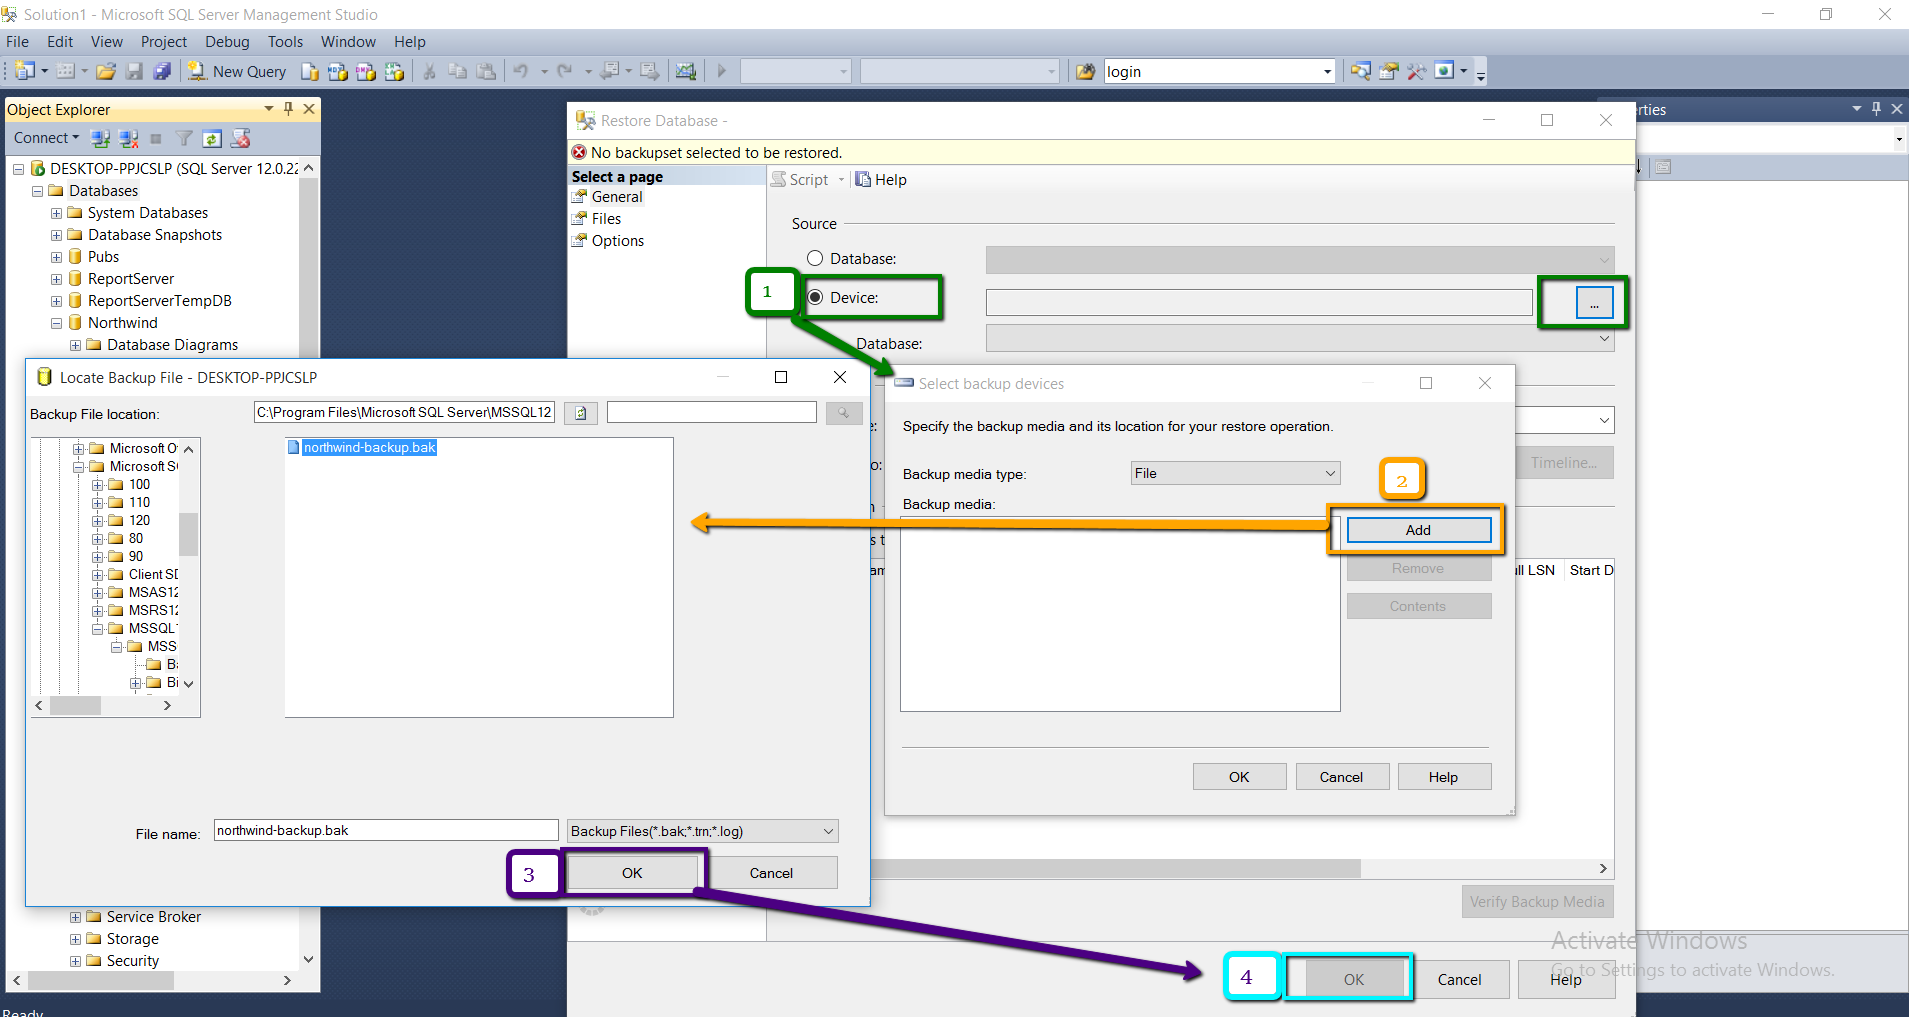 Solution1 - Microsoft SQL Server Management Studio
File Edit View Project Debug Tools Window Help
New Query
login
Object Explorer
Connect
DESKTOP-PPJCSLP (SQL Server 12.0.22
Databases
System Databases
Database Snapshots
Pubs
ReportServer
ReportServerTempDB
Northwind
Database Diagrams
Service Broker
Storage
Security
Ready
erties
Restore Database -
No backupset selected to be restored.
Select a page
General
Files
Options
Script
Help
Source
Database:
1
Device:
...
Database:
Timeline...
ull LSN Start D
Verify Backup Media
4
OK Cancel Help
Activate Windows
Go to Settings to activate Windows.
Select backup devices
Specify the backup media and its location for your restore operation.
Backup media type: File
2
Backup media:
Add
Remove
Contents
OK Cancel Help
Locate Backup File - DESKTOP-PPJCSLP
Backup File location: C:\Program Files\Microsoft SQL Server\MSSQL12
Microsoft O
Microsoft S
100
110
120
80
90
Client SD
MSAS12
MSRS12
MSSQL
MSS
Ba
Bi
northwind-backup.bak
File name: northwind-backup.bak Backup Files(*.bak;*.trn;*.log)
3
OK Cancel